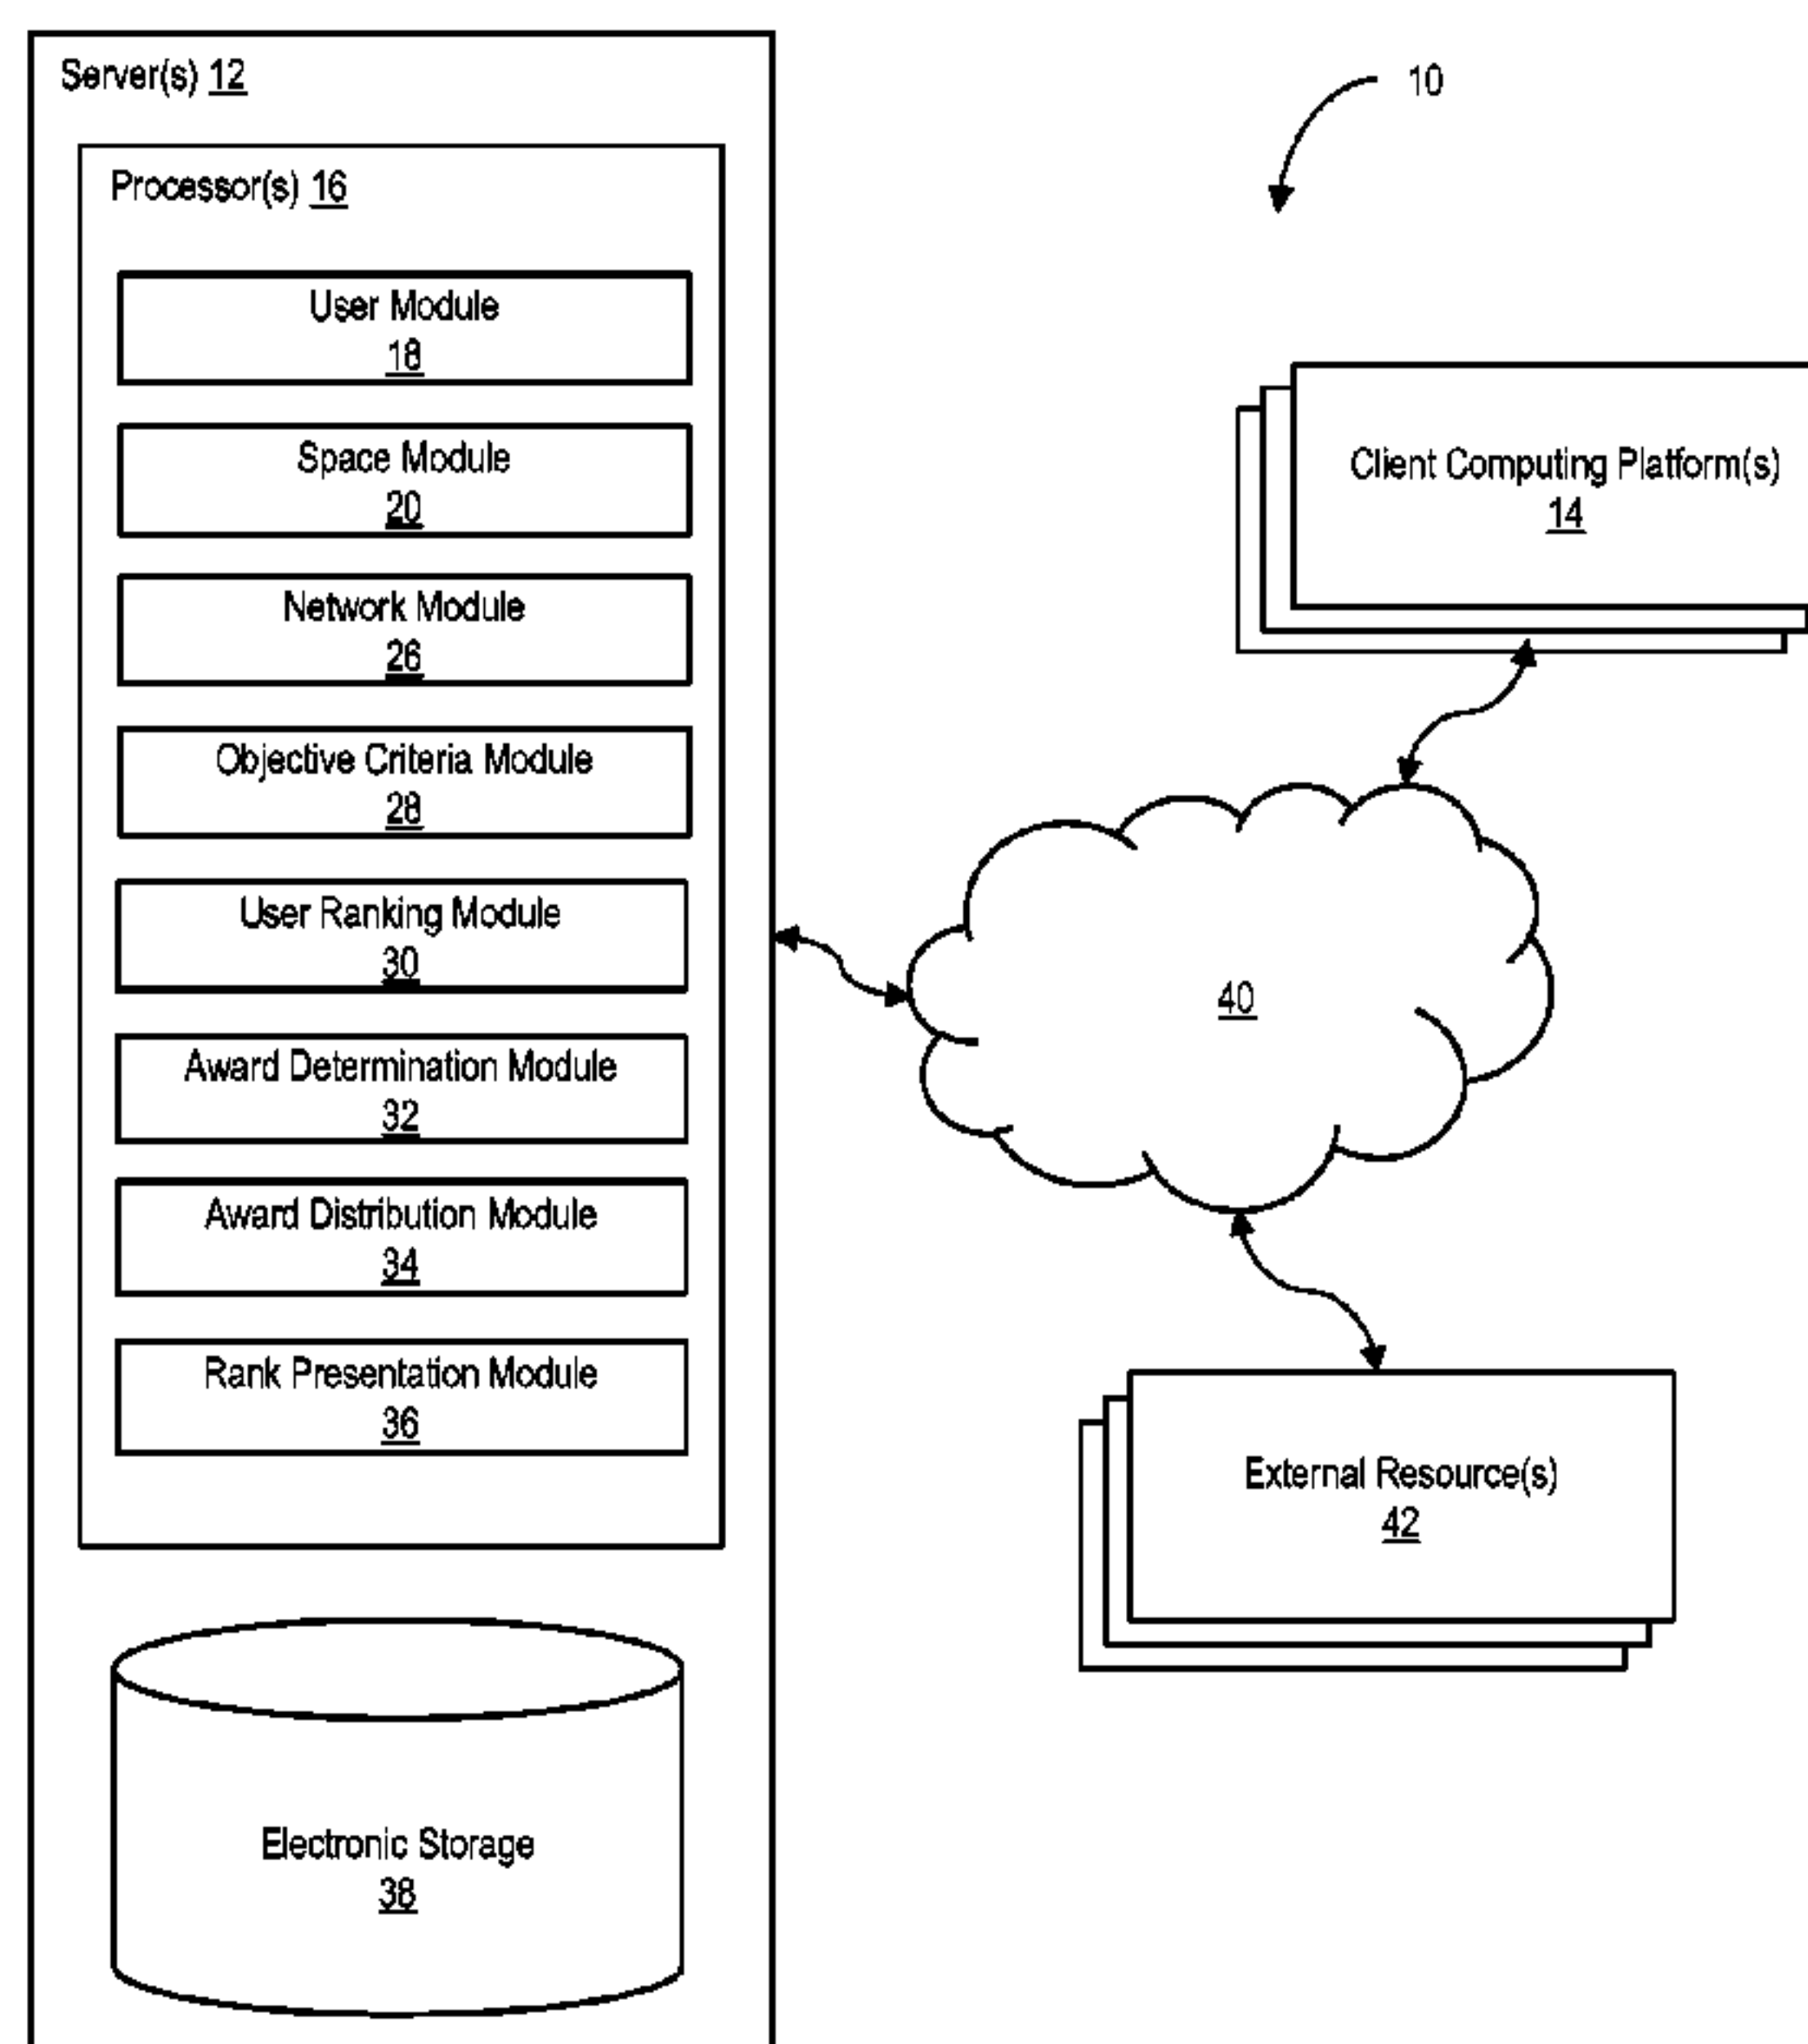 Server(s) 12
10
Processor(s) 16
User Module
18
Space Module
20
Network Module
26
Objective Criteria Module
28
User Ranking Module
30
Award Determination Module
32
Award Distribution Module
34
Rank Presentation Module
36
Electronic Storage
38
Client Computing Platform(s)
14
40
External Resource(s)
42